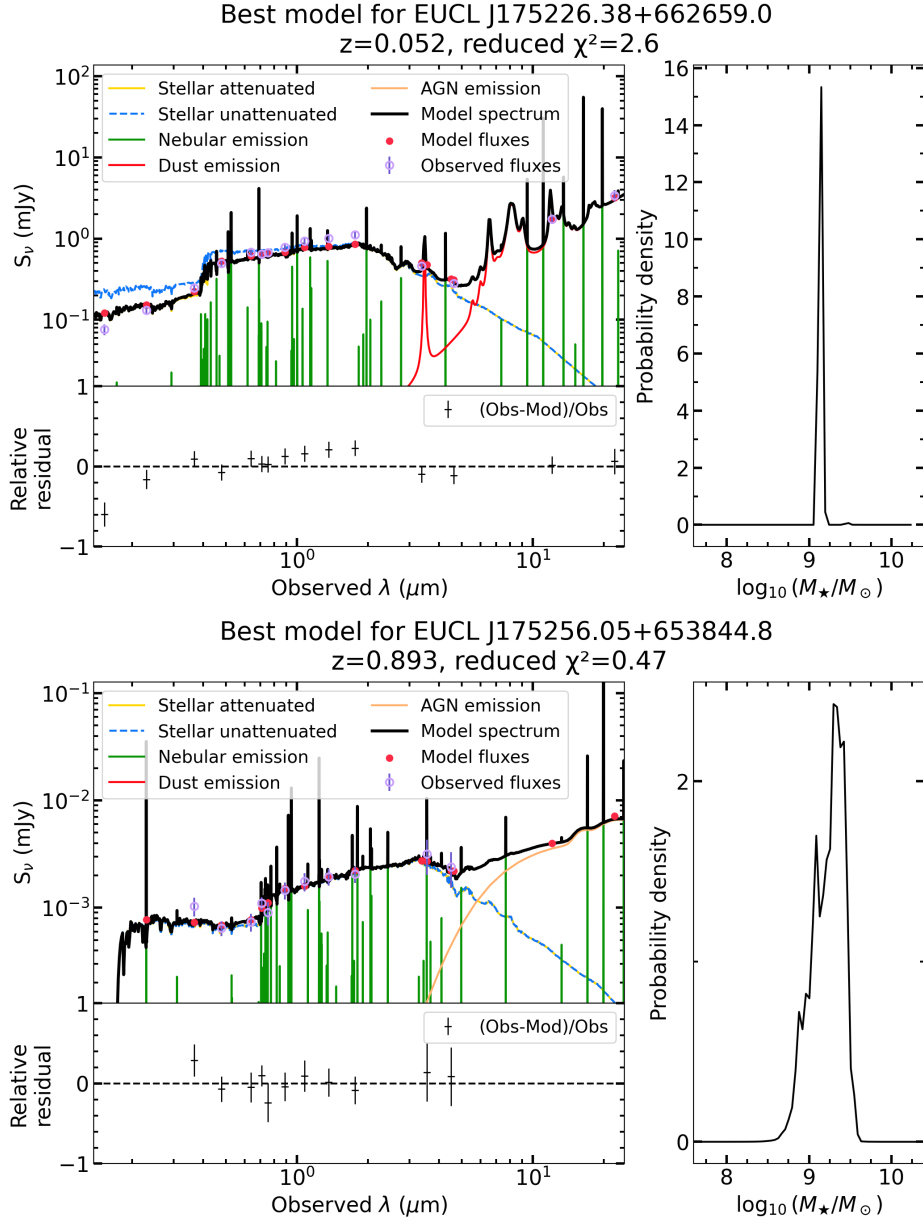 Best model for EUCL J175226.38+662659.0
z=0.052, reduced χ²=2.6
Stellar attenuated
Stellar unattenuated
Nebular emission
Dust emission
AGN emission
Model spectrum
Model fluxes
Observed fluxes
S_ν (mJy)
10²
10¹
10⁰
10⁻¹
1
0
−1
Relative
residual
(Obs-Mod)/Obs
10⁰
10¹
Observed λ (μm)
Probability density
16
14
12
10
8
6
4
2
0
8
9
10
log₁₀(M★/M⊙)
Best model for EUCL J175256.05+653844.8
z=0.893, reduced χ²=0.47
Stellar attenuated
Stellar unattenuated
Nebular emission
Dust emission
AGN emission
Model spectrum
Model fluxes
Observed fluxes
S_ν (mJy)
10⁻¹
10⁻²
10⁻³
1
0
−1
Relative
residual
(Obs-Mod)/Obs
10⁰
10¹
Observed λ (μm)
Probability density
2
0
8
9
10
log₁₀(M★/M⊙)